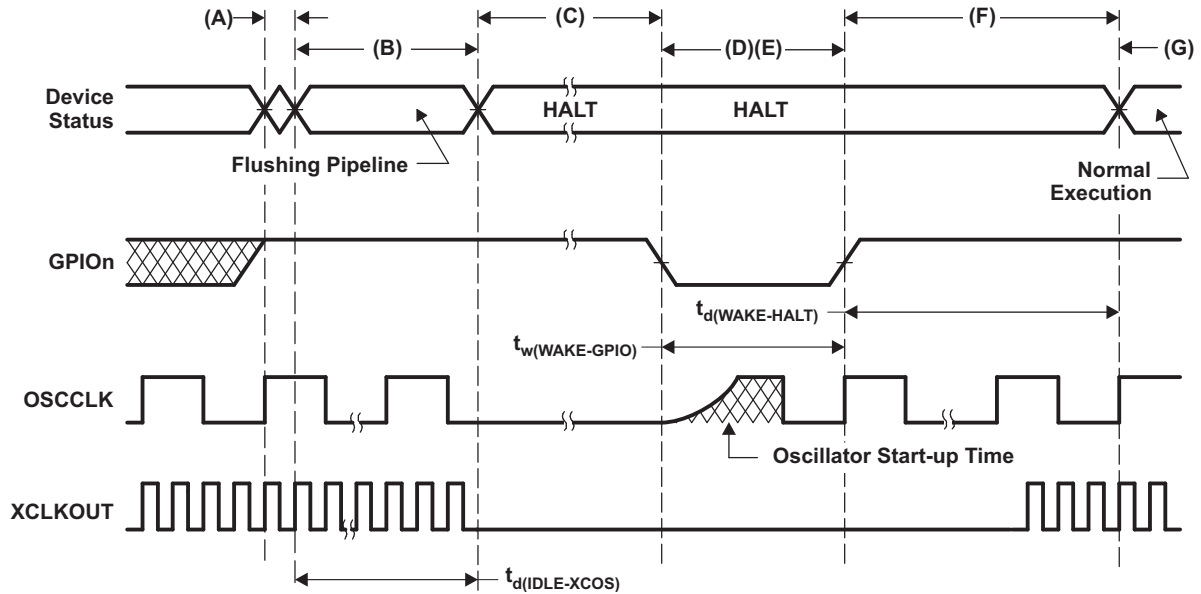 (A)
(C)
(F)
(B)
(D)(E)
(G)
Device
Status
HALT
HALT
Flushing Pipeline
Normal
Execution
GPIOn
td(WAKE-HALT)
tw(WAKE-GPIO)
OSCCLK
Oscillator Start-up Time
XCLKOUT
td(IDLE-XCOS)